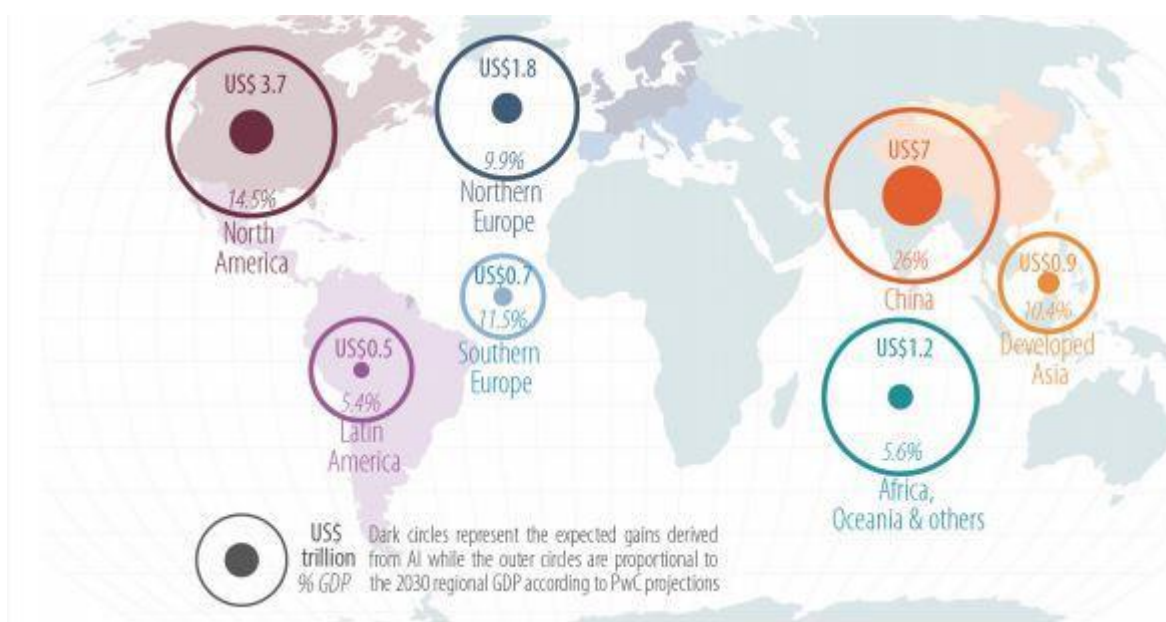 US$ 3.7
14.5%
North
America
US$1.8
9.9%
Northern
Europe
US$0.7
11.5%
Southern
Europe
US$0.5
5.4%
Latin
America
US$7
26%
China
US$0.9
10.4%
Developed
Asia
US$1.2
5.6%
Africa,
Oceania & others
US$
trillion
% GDP
Dark circles represent the expected gains derived
from AI while the outer circles are proportional to
the 2030 regional GDP according to PwC projections